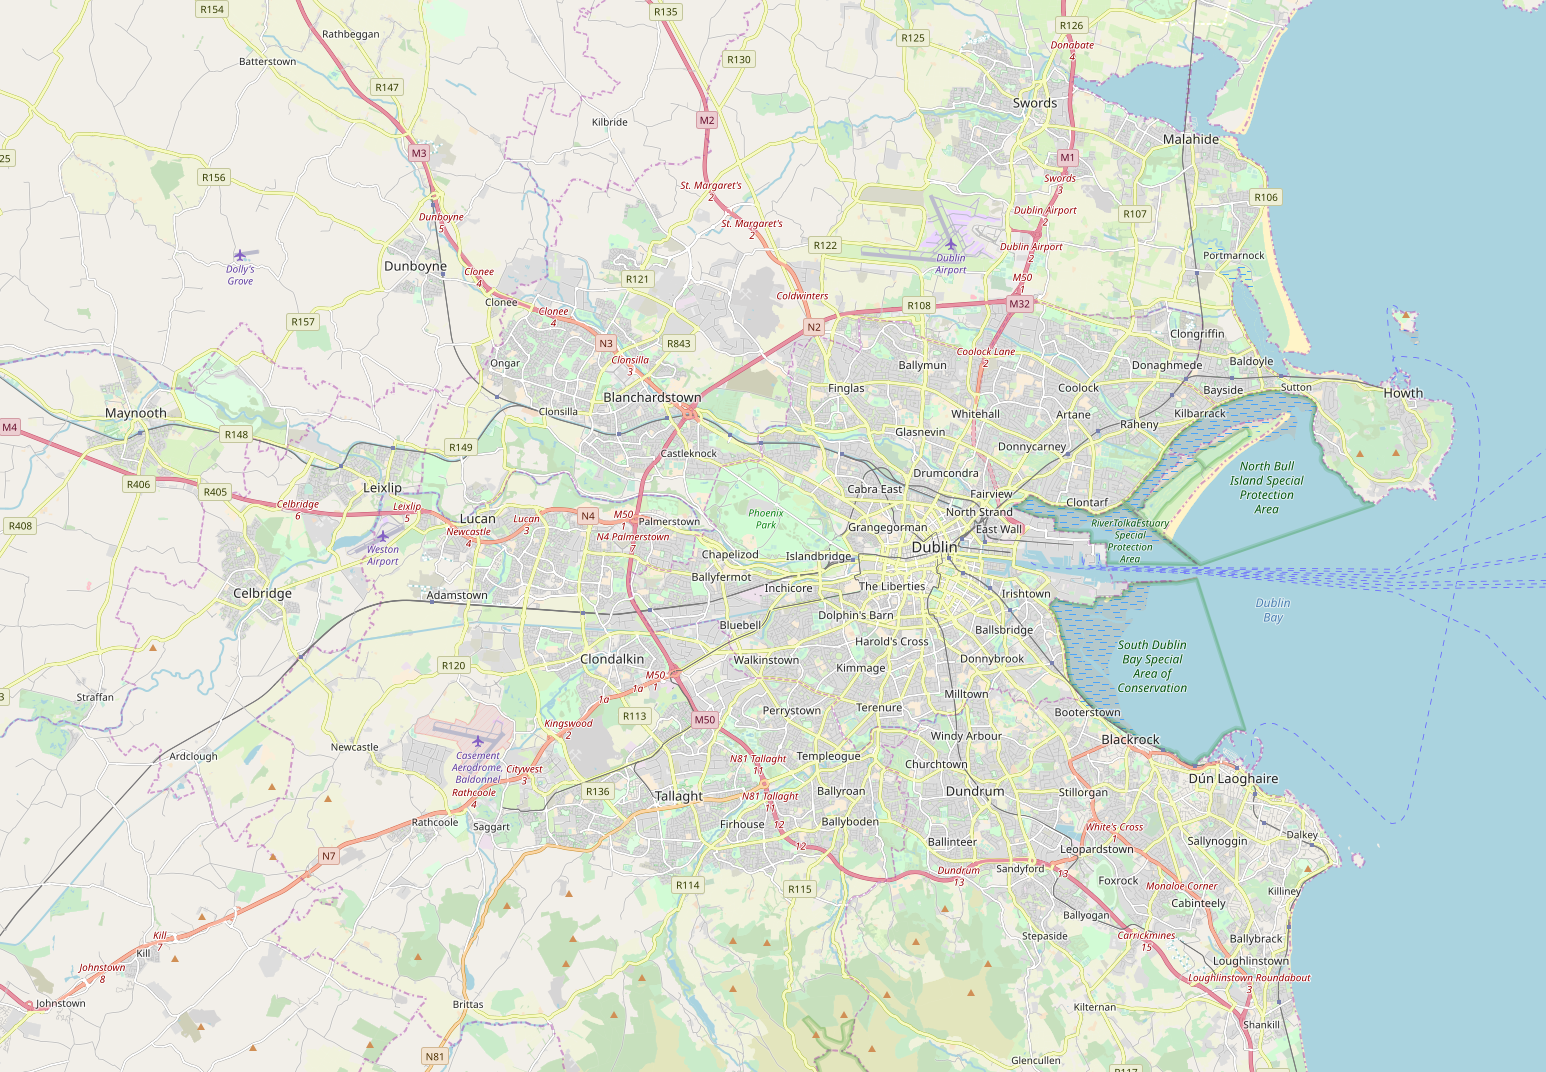 R154
R135
R126
R125
Rathbeggan
Donabate
4
R130
Batterstown
R147
Swords
Kilbride
M2
Malahide
M3
M1
25
R156
St. Margaret's
2
Swords
3
R106
Dunboyne
5
Dublin Airport
2
R107
St. Margaret's
2
R122
Dublin Airport
2
Portmarnock
Dolly's
Grove
Dublin
Airport
Dunboyne
Clonee
4
R121
M50
1
Clonee
Coldwinters
R108
M32
Clonee
4
R157
N2
Clongriffin
N3
R843
Coolock Lane
2
Ongar
Clonsilla
3
Ballymun
Donaghmede
Baldoyle
Finglas
Coolock
Bayside
Sutton
Howth
Blanchardstown
Maynooth
Clonsilla
Whitehall
Artane
Kilbarrack
Raheny
M4
R148
Glasnevin
R149
Donnycarney
Castleknock
North Bull
Island Special
Protection
Area
Drumcondra
R406
R405
Leixlip
Cabra East
Fairview
Clontarf
Celbridge
6
Leixlip
5
Lucan
Lucan
3
N4
M50
1
Phoenix
Park
North Strand
R408
Palmerstown
Grangegorman
East Wall
River Tolka Estuary
Special
Protection
Area
Newcastle
4
N4 Palmerstown
7
Weston
Airport
Chapelizod
Islandbridge
Dublin
Ballyfermot
Celbridge
Adamstown
Inchicore
The Liberties
Irishtown
Dublin
Bay
Bluebell
Dolphin's Barn
Ballsbridge
Harold's Cross
South Dublin
Bay Special
Area of
Conservation
R120
Clondalkin
Walkinstown
Kimmage
Donnybrook
M50
1
1a
1a
Straffan
3
Milltown
Perrystown
Terenure
Booterstown
R113
M50
Kingswood
2
Windy Arbour
Blackrock
Newcastle
Ardclough
Casement
Aerodrome,
Baldonnel
N81 Tallaght
11
Templeogue
Churchtown
Citywest
3
Dún Laoghaire
Rathcoole
4
R136
Tallaght
N81 Tallaght
11
Ballyroan
Dundrum
Stillorgan
Rathcoole
Saggart
Firhouse
12
Ballyboden
White's Cross
1
Dalkey
12
Ballinteer
Leopardstown
Sallynoggin
N7
Dundrum
13
Sandyford
13
R114
R115
Foxrock
Monaloe Corner
Killiney
Cabinteely
Ballyogan
Kill
7
Kill
Stepaside
Carrickmines
15
Ballybrack
Johnstown
8
Loughlinstown
Loughlinstown Roundabout
3
Johnstown
Brittas
Kilternan
Shankill
N81
Glencullen
R117